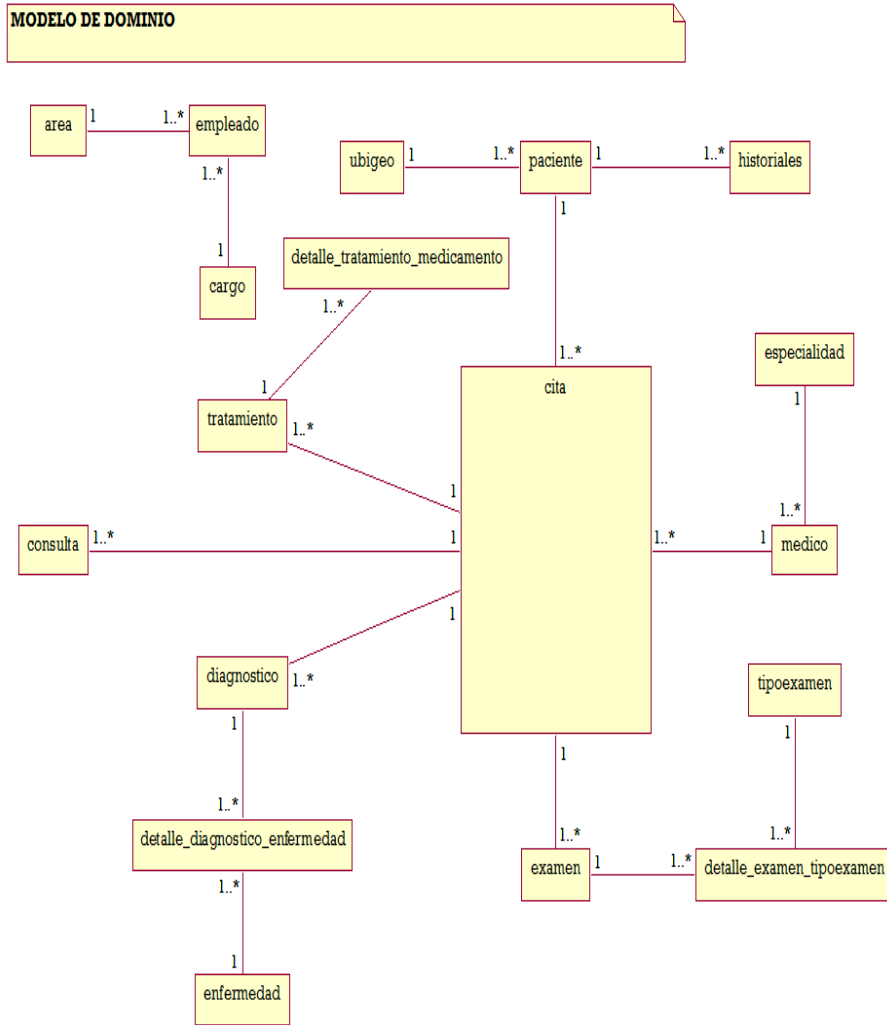 MODELO DE DOMINIO
area
1
1..*
empleado
1..*
1
cargo
ubigeo
1
1..*
paciente
1
1..*
historiales
1
1..*
detalle_tratamiento_medicamento
1..*
1
tratamiento
1..*
1
cita
especialidad
1
1..*
medico
1
1..*
consulta
1..*
1
1
diagnostico
1..*
1
1..*
detalle_diagnostico_enfermedad
1..*
1
enfermedad
1
1..*
examen
1
1..*
tipoexamen
1
1..*
detalle_examen_tipoexamen